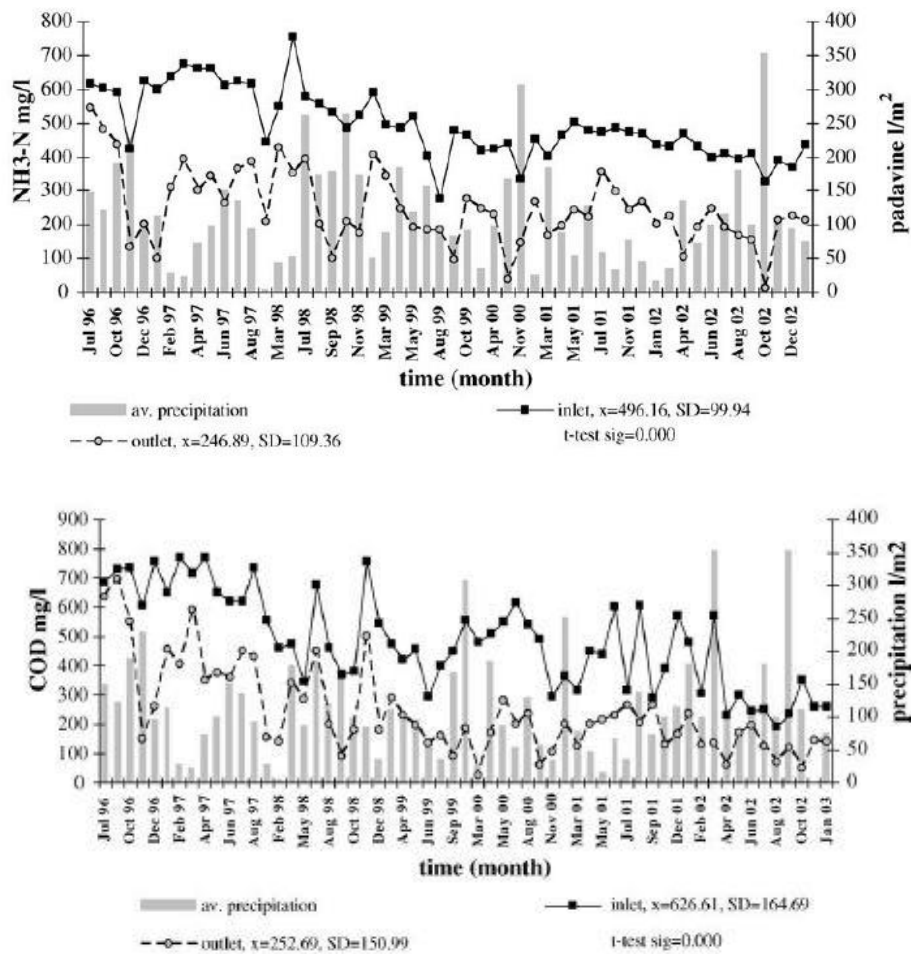 800
700
600
500
400
300
200
100
0
NH3-N mg/l
400
350
300
250
200
150
100
50
0
padavine l/m²
Jul 96
Oct 96
Dec 96
Feb 97
Apr 97
Jun 97
Aug 97
Mar 98
Jul 98
Sep 98
Nov 98
Mar 99
May 99
Jul 99
Oct 99
Apr 00
Nov 00
Mar 01
May 01
Jul 01
Nov 01
Jan 02
Apr 02
Jun 02
Aug 02
Oct 02
Dec 02
time (month)
av. precipitation
inlet, x=496.16, SD=99.94
outlet, x=246.89, SD=109.36
t-test sig=0.000
900
800
700
600
500
400
300
200
100
0
COD mg/l
400
350
300
250
200
150
100
50
0
precipitation l/m2
Jul 96
Oct 96
Dec 96
Feb 97
Apr 97
Jun 97
Aug 97
Feb 98
May 98
Aug 98
Oct 98
Dec 98
Apr 99
Jun 99
Sep 99
Mar 00
May 00
Aug 00
Nov 00
Mar 01
May 01
Jul 01
Sep 01
Dec 01
Feb 02
Apr 02
Jun 02
Aug 02
Oct 02
Jan 03
time (month)
av. precipitation
inlet, x=626.61, SD=164.69
outlet, x=252.69, SD=150.99
t-test sig=0.000